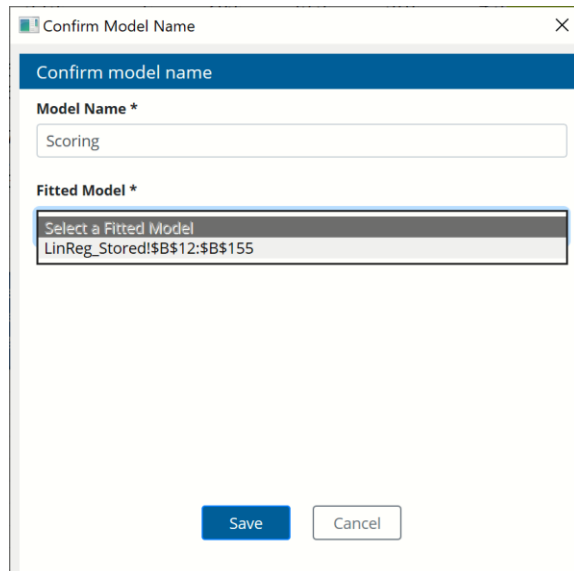 Confirm Model Name
Confirm model name
Model Name *
Scoring
Fitted Model *
Select a Fitted Model
LinReg_Stored!$B$12:$B$155
Save Cancel